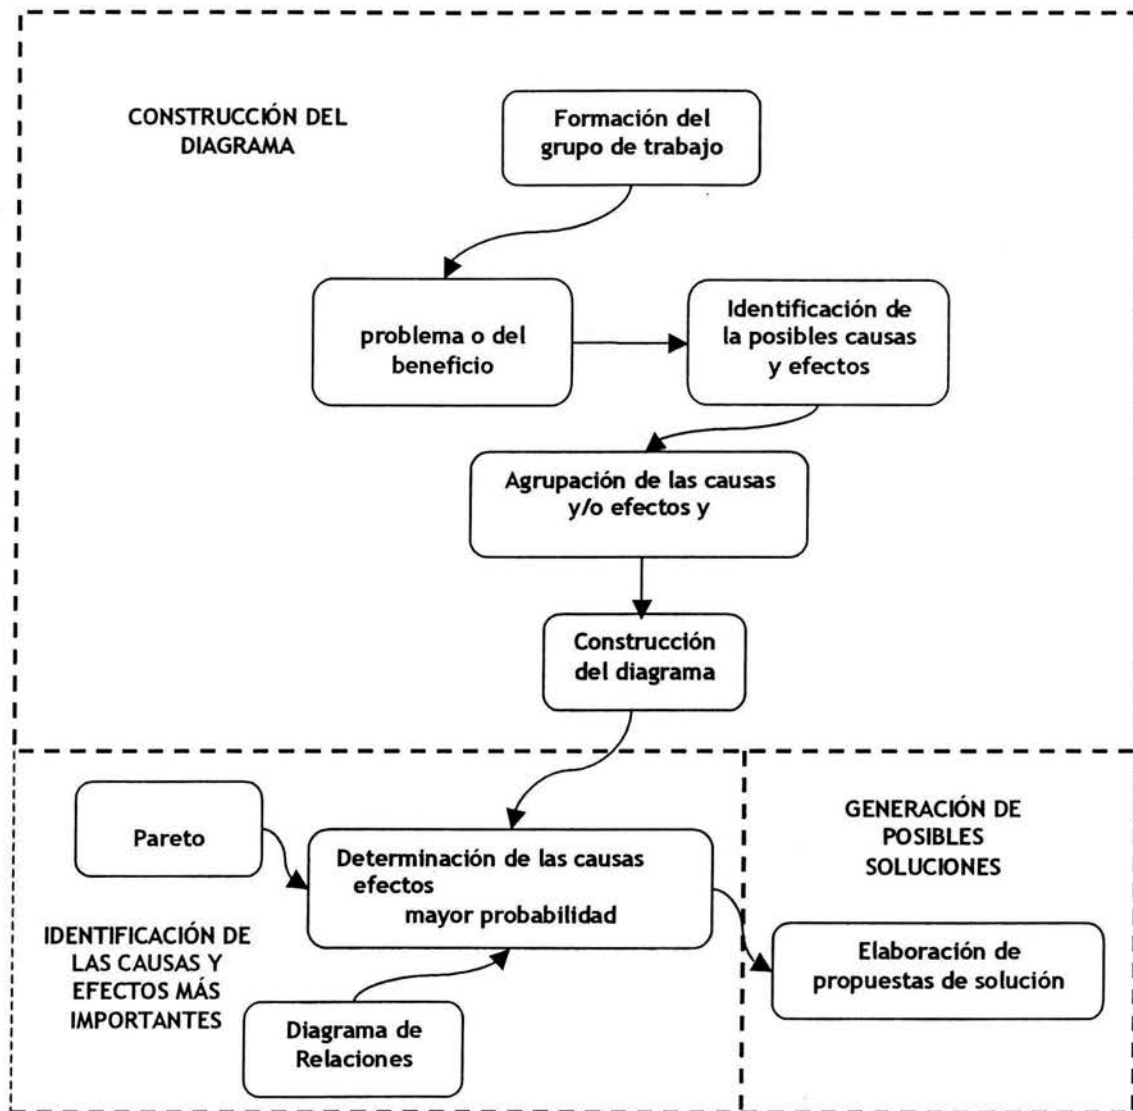 CONSTRUCCIÓN DEL
DIAGRAMA
Formación del
grupo de trabajo
problema o del
beneficio
Identificación de
la posibles causas
y efectos
Agrupación de las causas
y/o efectos y
Construcción
del diagrama
Pareto
Determinación de las causas
efectos
mayor probabilidad
IDENTIFICACIÓN DE
LAS CAUSAS Y
EFECTOS MÁS
IMPORTANTES
Diagrama de
Relaciones
GENERACIÓN DE
POSIBLES
SOLUCIONES
Elaboración de
propuestas de solución